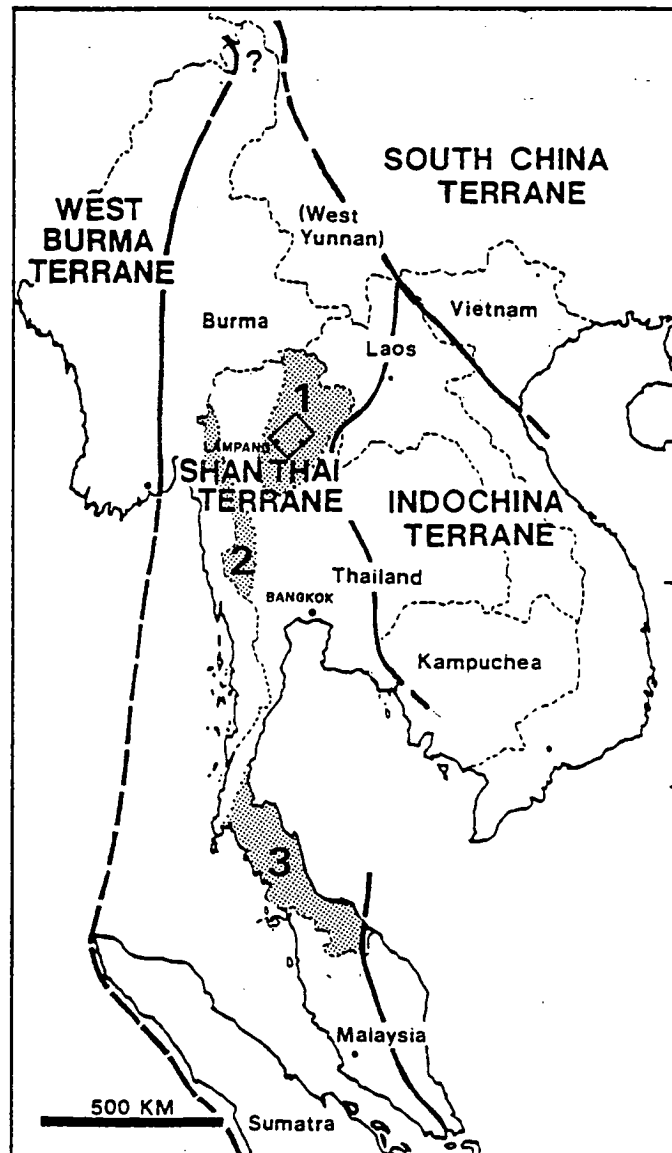 ?
SOUTH CHINA
TERRANE
WEST
BURMA
TERRANE
(West
Yunnan)
Burma
Vietnam
Laos
1
LAMPANG
SHAN THAI
TERRANE
INDOCHINA
TERRANE
2
Thailand
BANGKOK
Kampuchea
3
Malaysia
500 KM
Sumatra